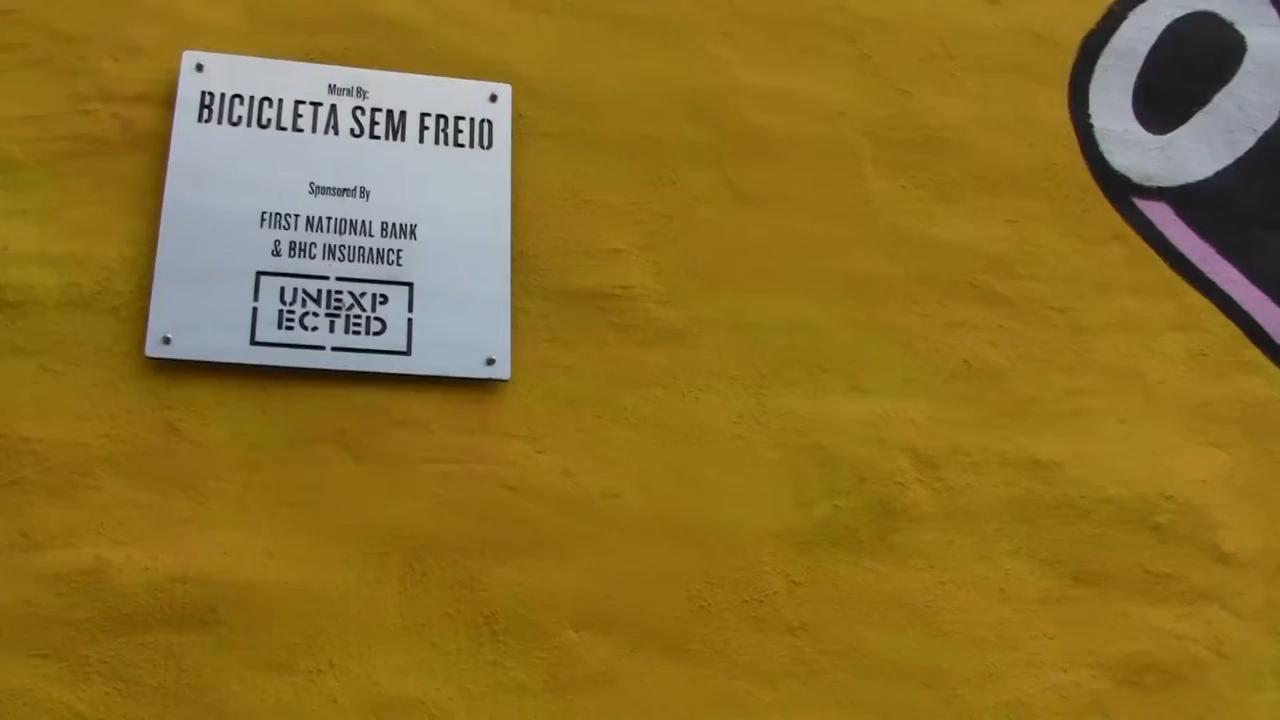 Mural By:
BICICLETA SEM FREIO
Sponsored By
FIRST NATIONAL BANK
& BHC INSURANCE
UNEXP
ECTED